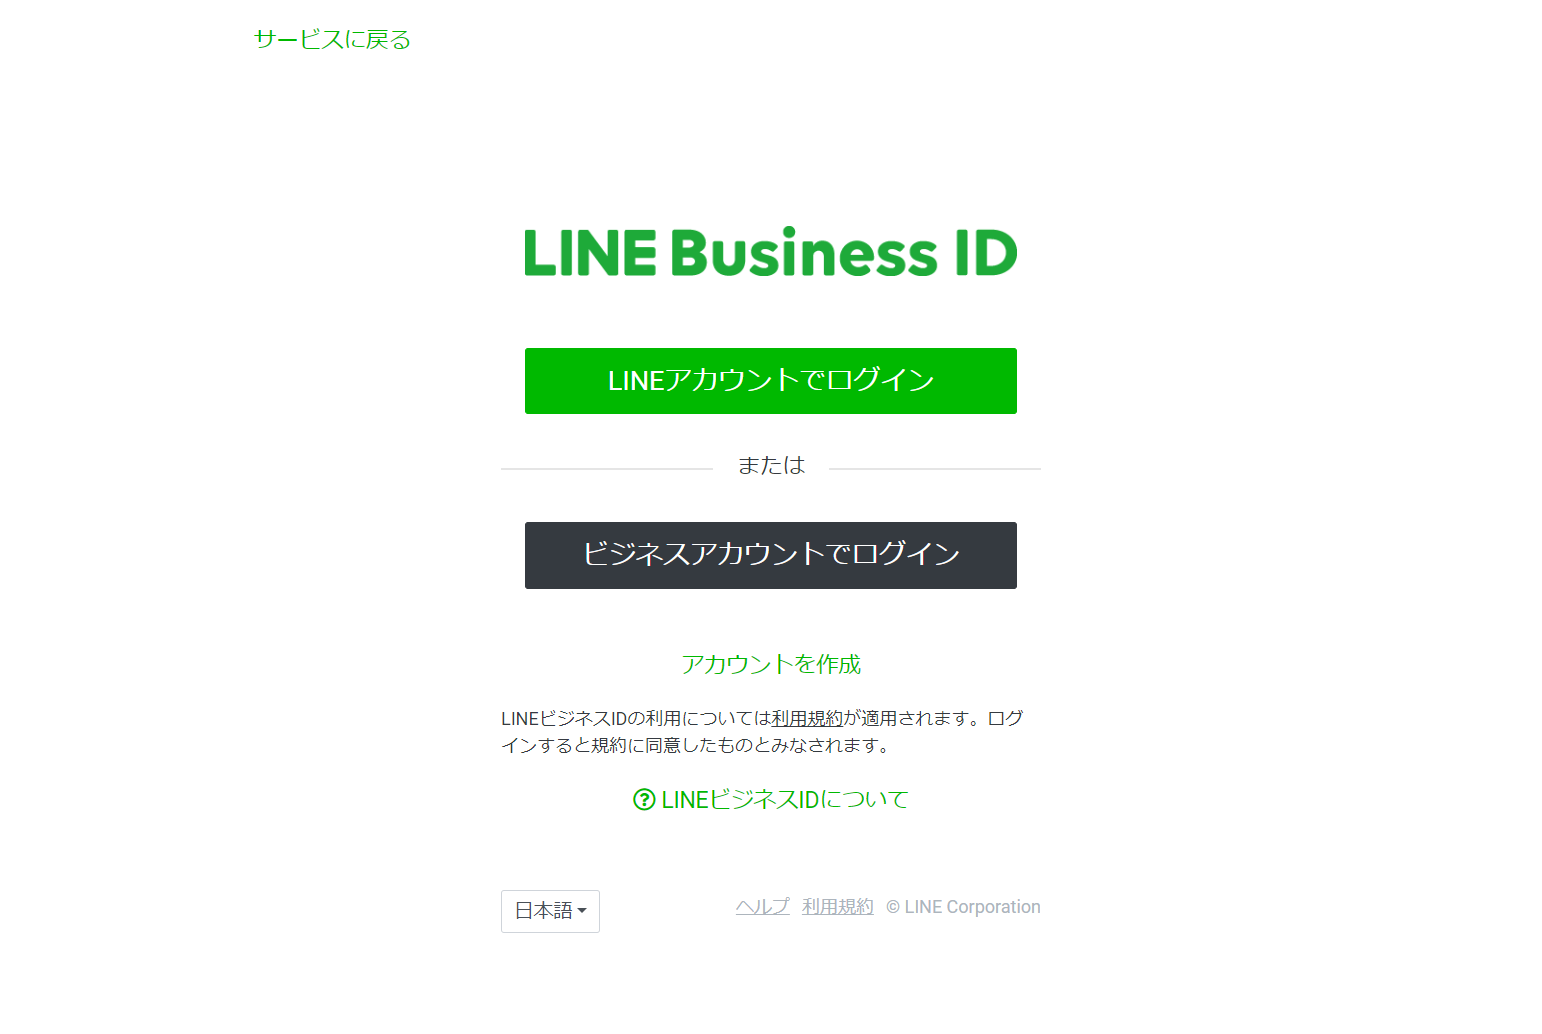 サービスに戻る
LINE Business ID
LINEアカウントでログイン
または
ビジネスアカウントでログイン
アカウントを作成
LINEビジネスIDの利用については利用規約が適用されます。ログ
インすると規約に同意したものとみなされます。
LINEビジネスIDについて
日本語
ヘルプ 利用規約 © LINE Corporation